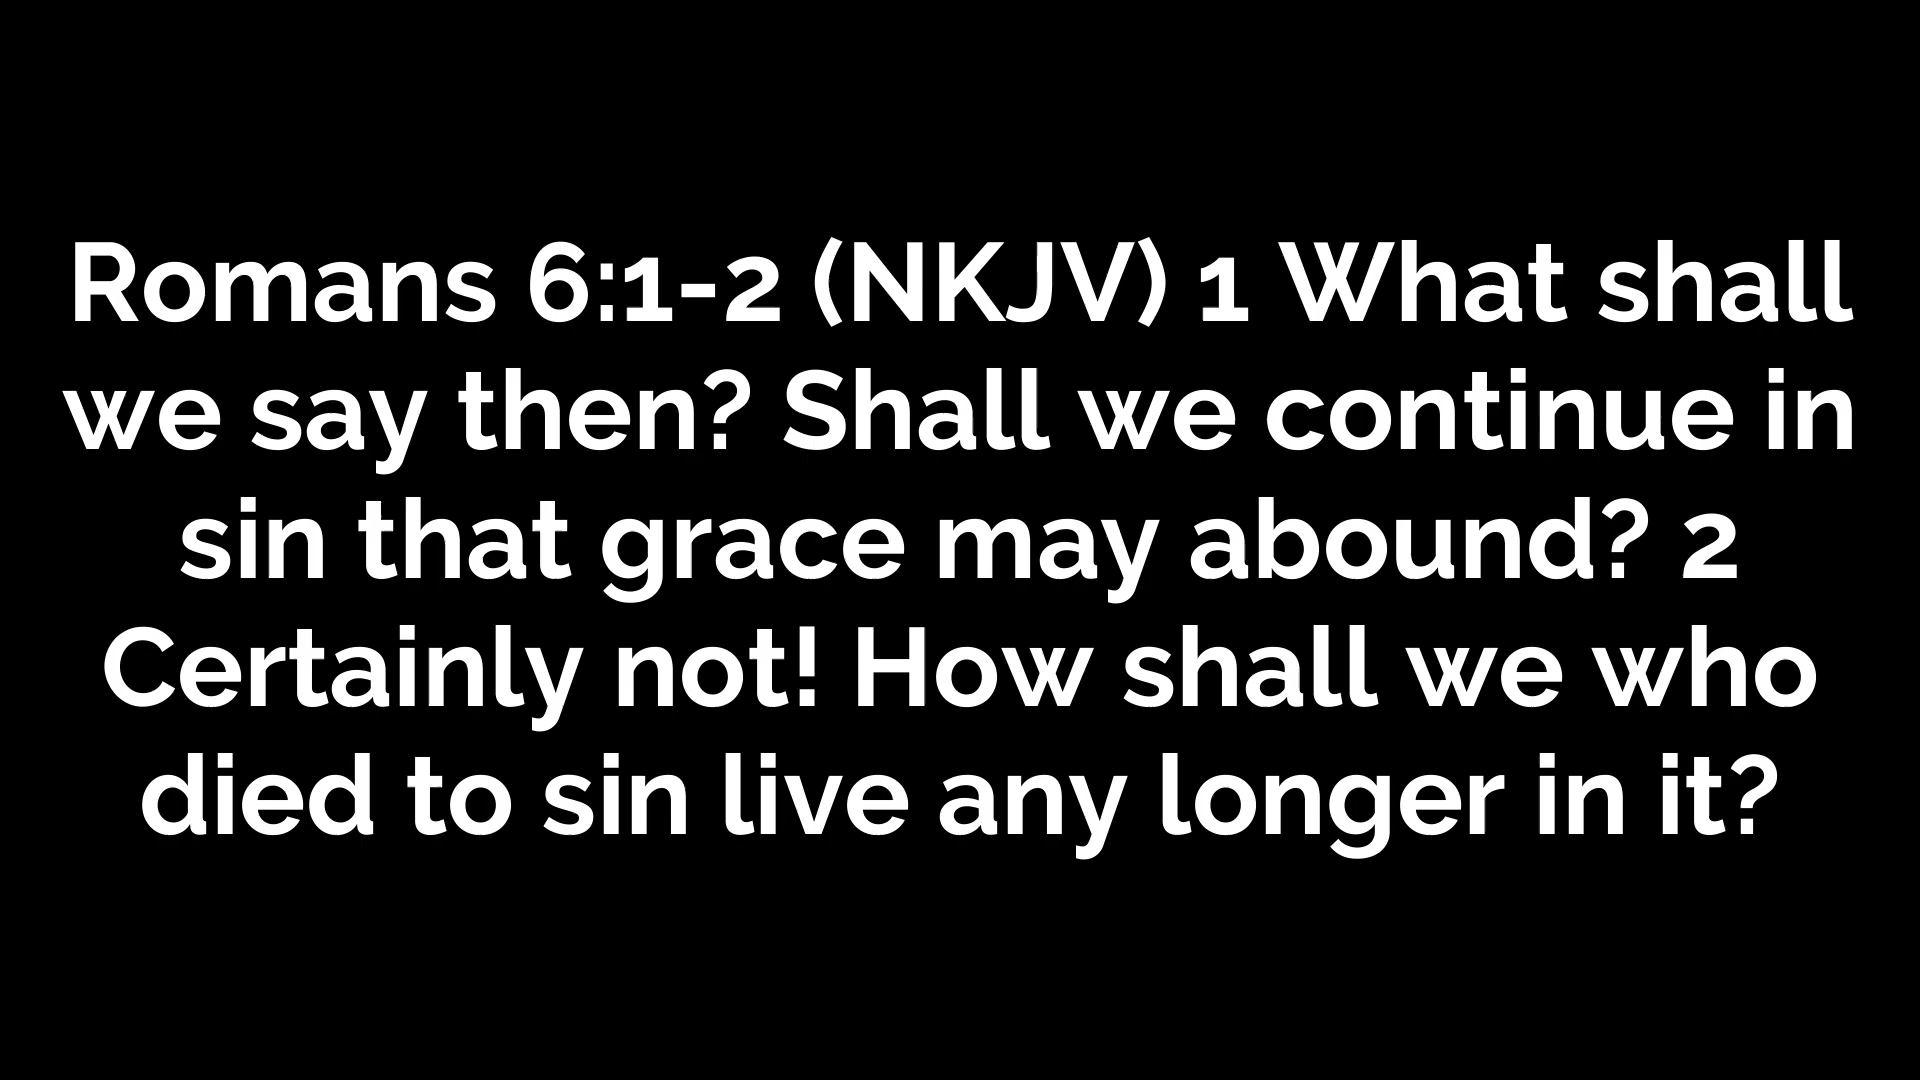 Romans 6:1-2 (NKJV) 1 What shall
we say then? Shall we continue in
sin that grace may abound? 2
Certainly not! How shall we who
died to sin live any longer in it?